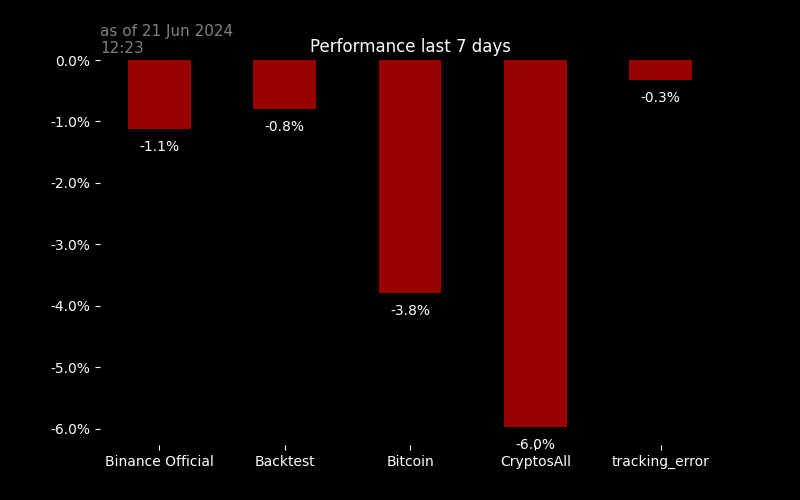 as of 21 Jun 2024
12:23
Performance last 7 days
0.0%
-1.0%
-2.0%
-3.0%
-4.0%
-5.0%
-6.0%
-1.1%
-0.8%
-3.8%
-6.0%
-0.3%
Binance Official
Backtest
Bitcoin
CryptosAll
tracking_error